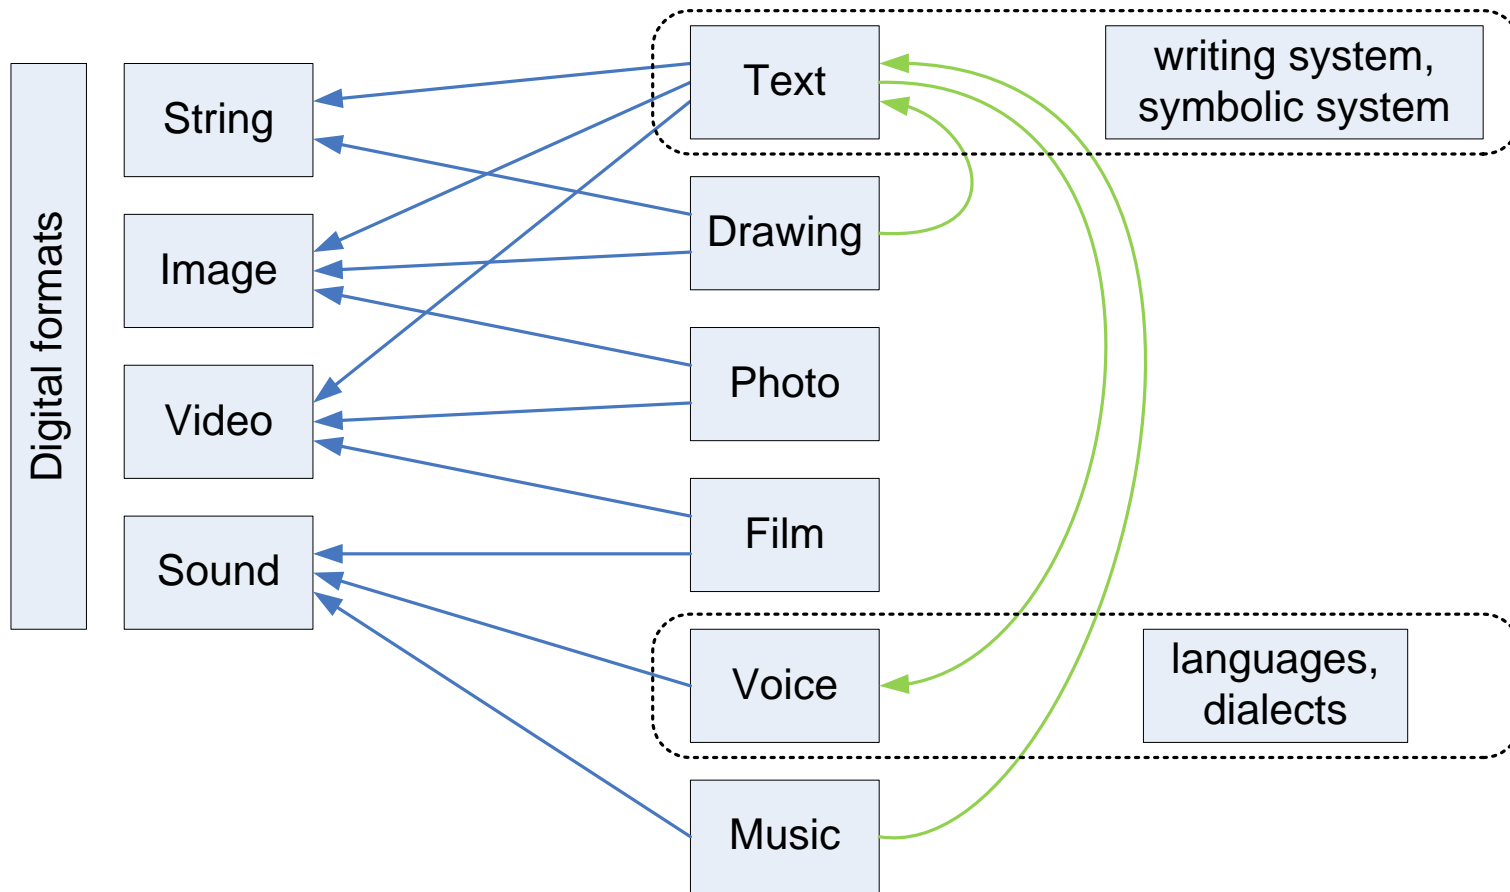 Digital formats
String
Image
Video
Sound
Text
Drawing
Photo
Film
Voice
Music
writing system,
symbolic system
languages,
dialects